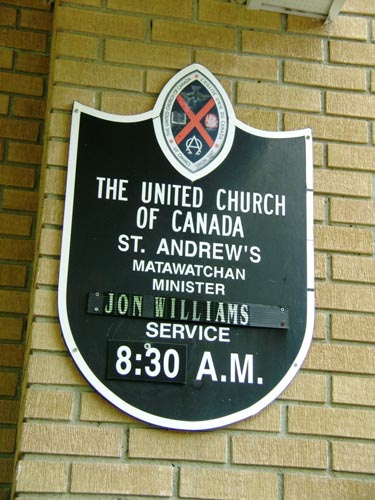 THE UNITED CHURCH
OF CANADA
ST. ANDREW'S
MATAWATCHAN
MINISTER
JON WILLIAMS
SERVICE
8:30 A.M.